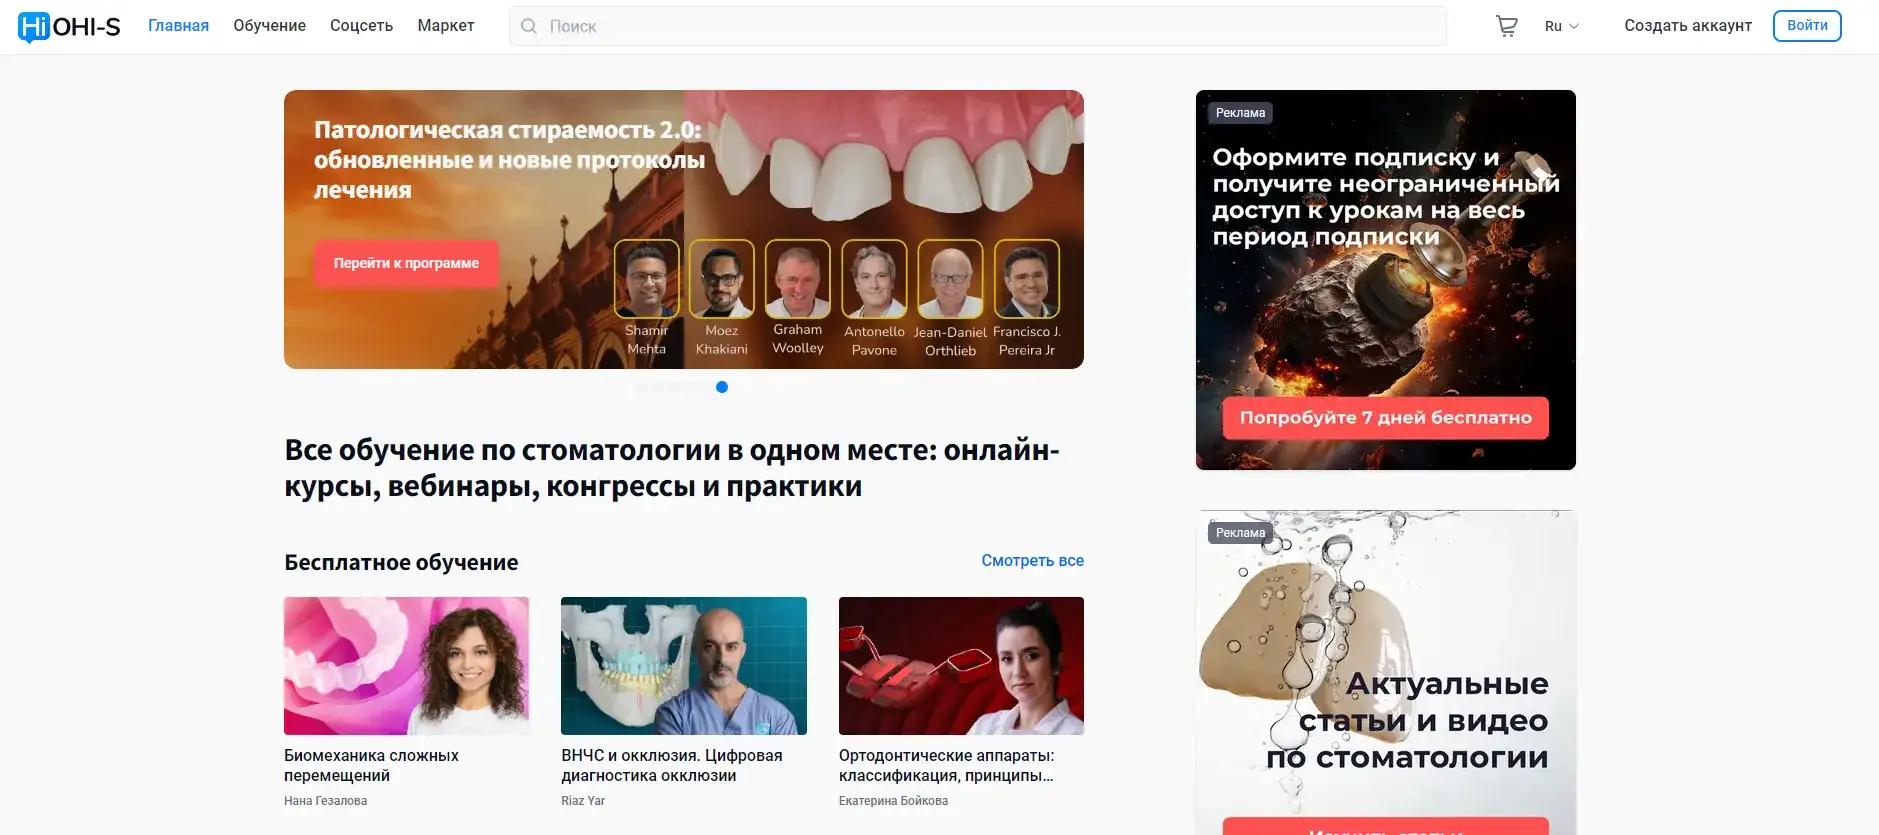 Hi OHI-S
Главная
Обучение
Соцсеть
Маркет
Поиск
Ru
Создать аккаунт
Войти
Патологическая стираемость 2.0:
обновленные и новые протоколы
лечения
Перейти к программе
Shamir
Mehta
Moez
Khakiani
Graham
Woolley
Antonello
Pavone
Jean-Daniel
Orthlieb
Francisco J.
Pereira Jr
Все обучение по стоматологии в одном месте: онлайн-
курсы, вебинары, конгрессы и практики
Бесплатное обучение
Смотреть все
Биомеханика сложных
перемещений
Нана Гезалова
ВНЧС и окклюзия. Цифровая
диагностика окклюзии
Riaz Yar
Ортодонтические аппараты:
классификация, принципы...
Екатерина Бойкова
Реклама
Оформите подписку и
получите неограниченный
доступ к урокам на весь
период подписки
Попробуйте 7 дней бесплатно
Реклама
Актуальные
статьи и видео
по стоматологии